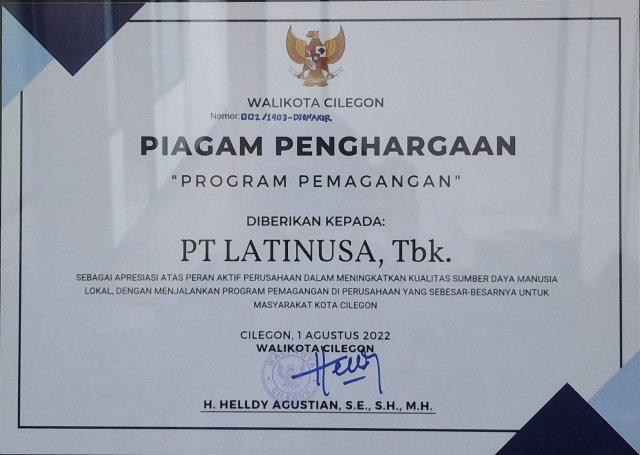 WALIKOTA CILEGON
Nomor: 002/1403-DISNAKER
PIAGAM PENGHARGAAN
"PROGRAM PEMAGANGAN"
DIBERIKAN KEPADA:
PT LATINUSA, Tbk.
SEBAGAI APRESIASI ATAS PERAN AKTIF PERUSAHAAN DALAM MENINGKATKAN KUALITAS SUMBER DAYA MANUSIA
LOKAL, DENGAN MENJALANKAN PROGRAM PEMAGANGAN DI PERUSAHAAN YANG SEBESAR-BESARNYA UNTUK
MASYARAKAT KOTA CILEGON
CILEGON, 1 AGUSTUS 2022
WALIKOTA CILEGON
WALIKOTA
CILEGON
H. HELLDY AGUSTIAN, S.E., S.H., M.H.